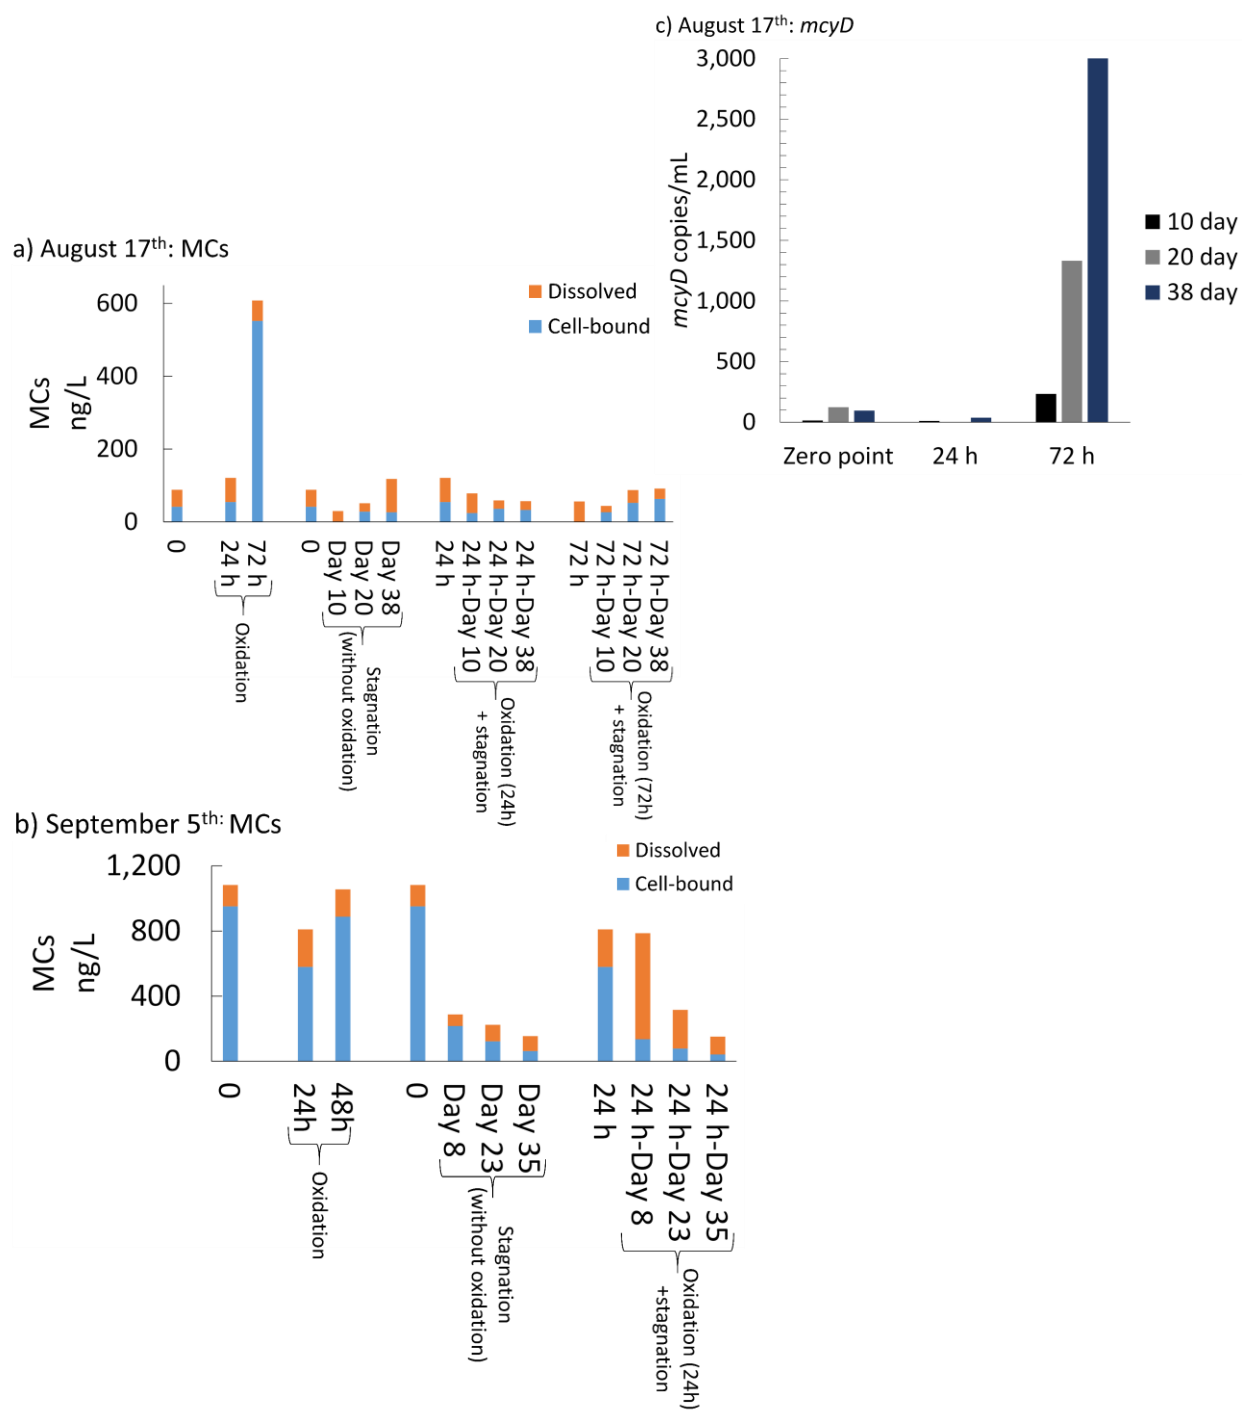 c) August 17th: mcyD
3,000
2,500
2,000
1,500
1,000
500
0
mcyD copies/mL
Zero point
24 h
72 h
10 day
20 day
38 day
a) August 17th: MCs
Dissolved
Cell-bound
600
400
200
0
MCs
ng/L
0
24 h
72 h
0
Day 10
Day 20
Day 38
24 h
24 h-Day 10
24 h-Day 20
24 h-Day 38
72 h
72 h-Day 10
72 h-Day 20
72 h-Day 38
Oxidation
Stagnation
(without oxidation)
Oxidation (24h)
+ stagnation
Oxidation (72h)
+ stagnation
b) September 5th: MCs
Dissolved
Cell-bound
1,200
800
400
0
MCs
ng/L
0
24h
48h
0
Day 8
Day 23
Day 35
24 h
24 h-Day 8
24 h-Day 23
24 h-Day 35
Oxidation
Stagnation
(without oxidation)
Oxidation (24h)
+stagnation